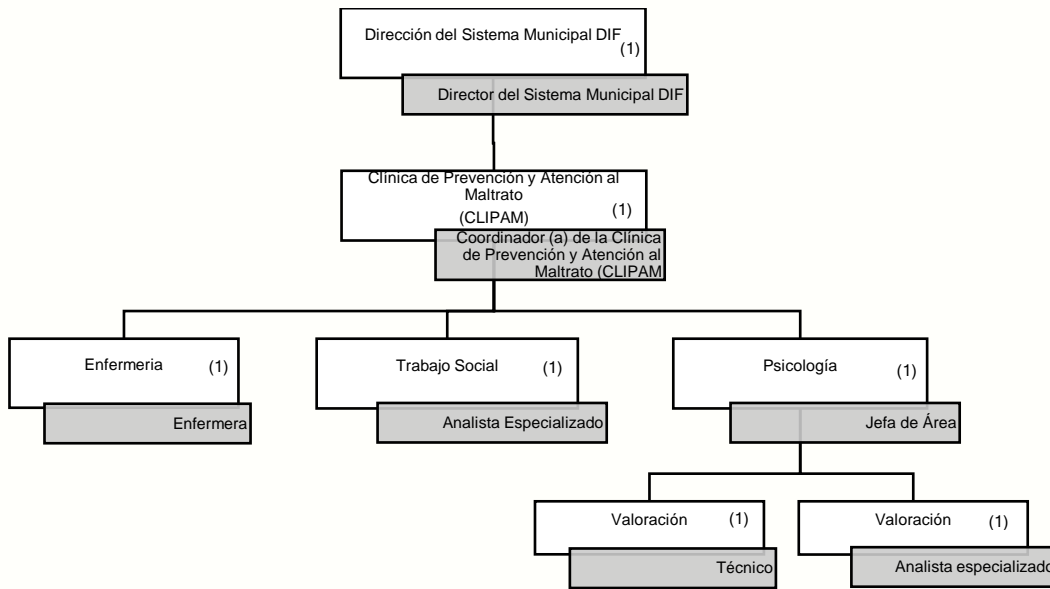 Dirección del Sistema Municipal DIF
(1)
Director del Sistema Municipal DIF
Clínica de Prevención y Atención al
Maltrato
(CLIPAM)
(1)
Coordinador (a) de la Clínica
de Prevención y Atención al
Maltrato (CLIPAM
Enfermeria
(1)
Enfermera
Trabajo Social
(1)
Analista Especializado
Psicología
(1)
Jefa de Área
Valoración
(1)
Técnico
Valoración
(1)
Analista especializado